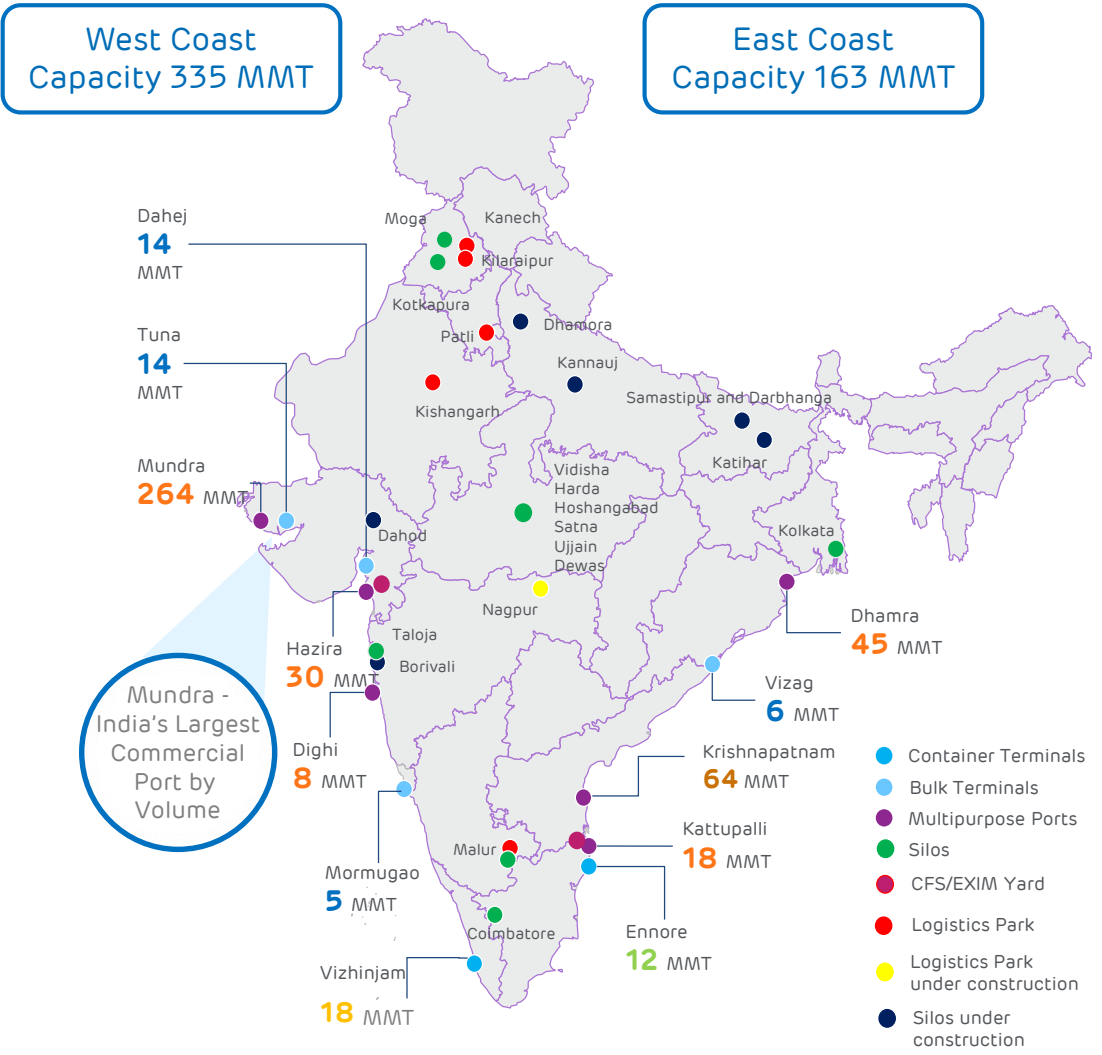 West Coast
Capacity 335 MMT
East Coast
Capacity 163 MMT
Dahej
14
MMT
Tuna
14
MMT
Mundra
264 MMT
Moga
Kanech
Kilaraipur
Kotkapura
Patli
Dhamora
Kannauj
Kishangarh
Samastipur and Darbhanga
Katihar
Vidisha
Harda
Hoshangabad
Satna
Ujjain
Dewas
Dahod
Kolkata
Nagpur
Dhamra
45 MMT
Hazira
30 MMT
Taloja
Borivali
Mundra -
India's Largest
Commercial
Port by
Volume
Dighi
8 MMT
Vizag
6 MMT
Krishnapatnam
64 MMT
Kattupalli
18 MMT
Malur
Mormugao
5 MMT
Coimbatore
Ennore
12 MMT
Vizhinjam
18 MMT
Container Terminals
Bulk Terminals
Multipurpose Ports
Silos
CFS/EXIM Yard
Logistics Park
Logistics Park
under construction
Silos under
construction